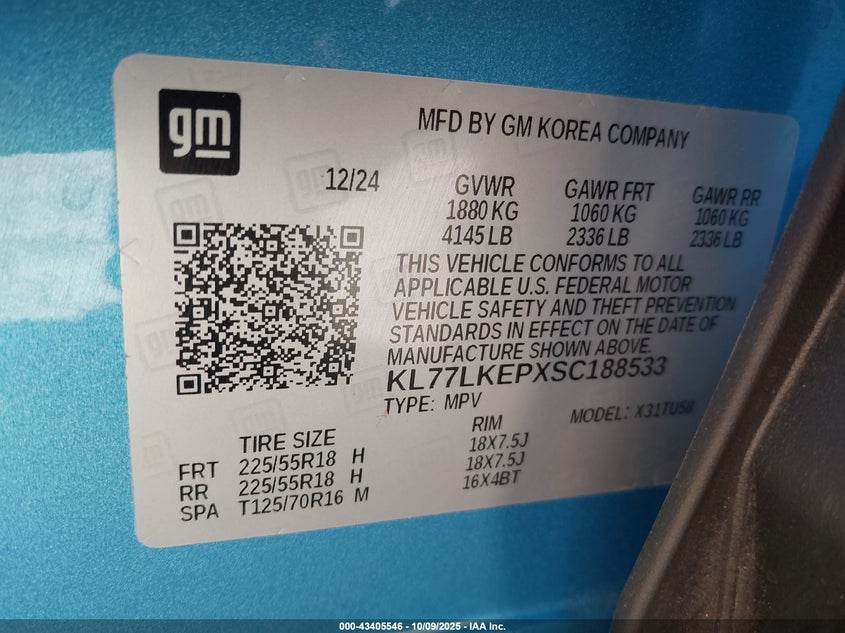 gm
MFD BY GM KOREA COMPANY
12/24
GVWR GAWR FRT GAWR RR
1880 KG 1060 KG 1060 KG
4145 LB 2336 LB 2336 LB
THIS VEHICLE CONFORMS TO ALL
APPLICABLE U.S. FEDERAL MOTOR
VEHICLE SAFETY AND THEFT PREVENTION
STANDARDS IN EFFECT ON THE DATE OF
MANUFACTURE SHOWN ABOVE.
KL77LKEPXSC188533
TYPE: MPV MODEL: X31TU58
TIRE SIZE RIM
FRT 225/55R18 H 18X7.5J
RR 225/55R18 H 18X7.5J
SPA T125/70R16 M 16X4BT
000-43405546 - 10/09/2025 - IAA Inc.